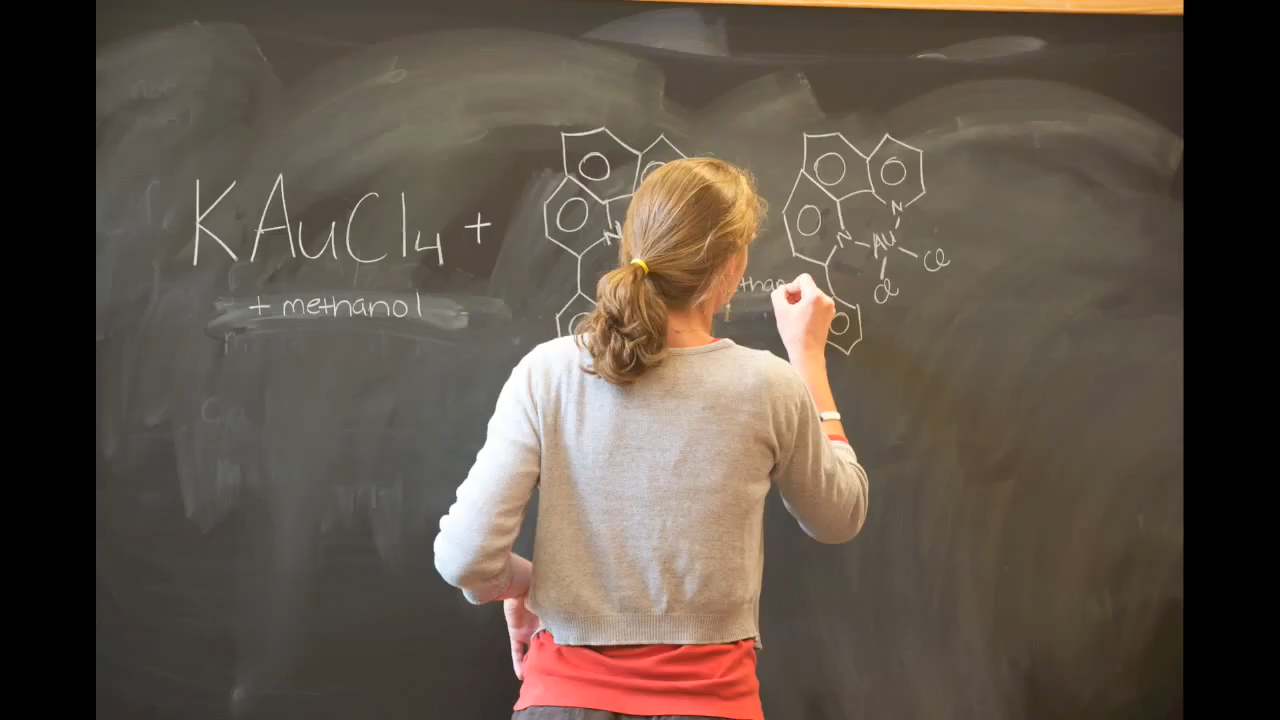 KAuCl4 +
N
N
N Au Cl
Cl
+ methanol